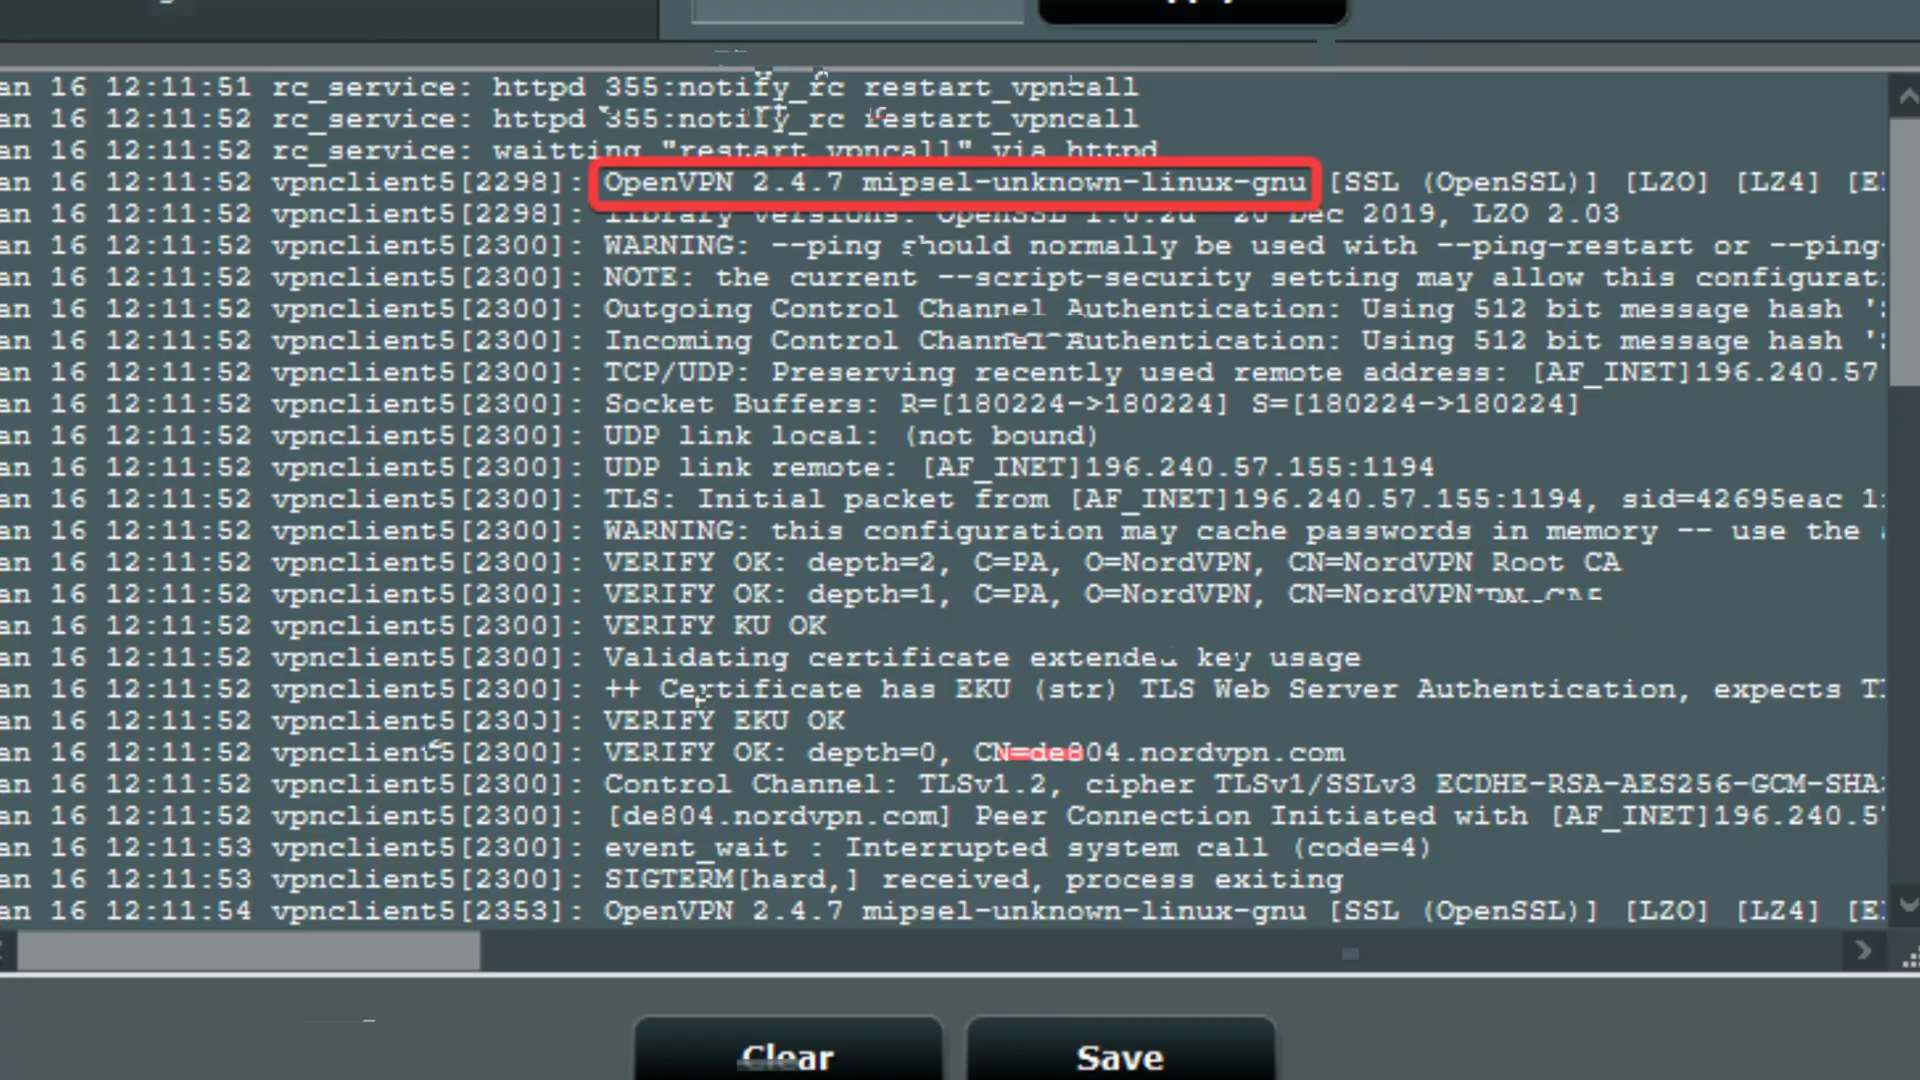 an 16 12:11:51 rc_service: httpd 355:notify_rc restart_vpncall
an 16 12:11:52 rc_service: httpd 355:notify_rc restart_vpncall
an 16 12:11:52 rc_service: waitting "restart_vpncall" via httpd
an 16 12:11:52 vpnclient5[2298]: OpenVPN 2.4.7 mipsel-unknown-linux-gnu [SSL (OpenSSL)] [LZO] [LZ4] [E
an 16 12:11:52 vpnclient5[2298]: library versions: OpenSSL 1.0.2u 20 Dec 2019, LZO 2.03
an 16 12:11:52 vpnclient5[2300]: WARNING: --ping should normally be used with --ping-restart or --ping-
an 16 12:11:52 vpnclient5[2300]: NOTE: the current --script-security setting may allow this configurat
an 16 12:11:52 vpnclient5[2300]: Outgoing Control Channel Authentication: Using 512 bit message hash '
an 16 12:11:52 vpnclient5[2300]: Incoming Control Channel Authentication: Using 512 bit message hash '
an 16 12:11:52 vpnclient5[2300]: TCP/UDP: Preserving recently used remote address: [AF_INET]196.240.57
an 16 12:11:52 vpnclient5[2300]: Socket Buffers: R=[180224->180224] S=[180224->180224]
an 16 12:11:52 vpnclient5[2300]: UDP link local: (not bound)
an 16 12:11:52 vpnclient5[2300]: UDP link remote: [AF_INET]196.240.57.155:1194
an 16 12:11:52 vpnclient5[2300]: TLS: Initial packet from [AF_INET]196.240.57.155:1194, sid=42695eac 1
an 16 12:11:52 vpnclient5[2300]: WARNING: this configuration may cache passwords in memory -- use the
an 16 12:11:52 vpnclient5[2300]: VERIFY OK: depth=2, C=PA, O=NordVPN, CN=NordVPN Root CA
an 16 12:11:52 vpnclient5[2300]: VERIFY OK: depth=1, C=PA, O=NordVPN, CN=NordVPN
an 16 12:11:52 vpnclient5[2300]: VERIFY KU OK
an 16 12:11:52 vpnclient5[2300]: Validating certificate extended key usage
an 16 12:11:52 vpnclient5[2300]: ++ Certificate has EKU (str) TLS Web Server Authentication, expects T
an 16 12:11:52 vpnclient5[2300]: VERIFY EKU OK
an 16 12:11:52 vpnclient5[2300]: VERIFY OK: depth=0, CN=de804.nordvpn.com
an 16 12:11:52 vpnclient5[2300]: Control Channel: TLSv1.2, cipher TLSv1/SSLv3 ECDHE-RSA-AES256-GCM-SHA
an 16 12:11:52 vpnclient5[2300]: [de804.nordvpn.com] Peer Connection Initiated with [AF_INET]196.240.5
an 16 12:11:53 vpnclient5[2300]: event_wait : Interrupted system call (code=4)
an 16 12:11:53 vpnclient5[2300]: SIGTERM[hard,] received, process exiting
an 16 12:11:54 vpnclient5[2353]: OpenVPN 2.4.7 mipsel-unknown-linux-gnu [SSL (OpenSSL)] [LZO] [LZ4] [E
Clear
Save